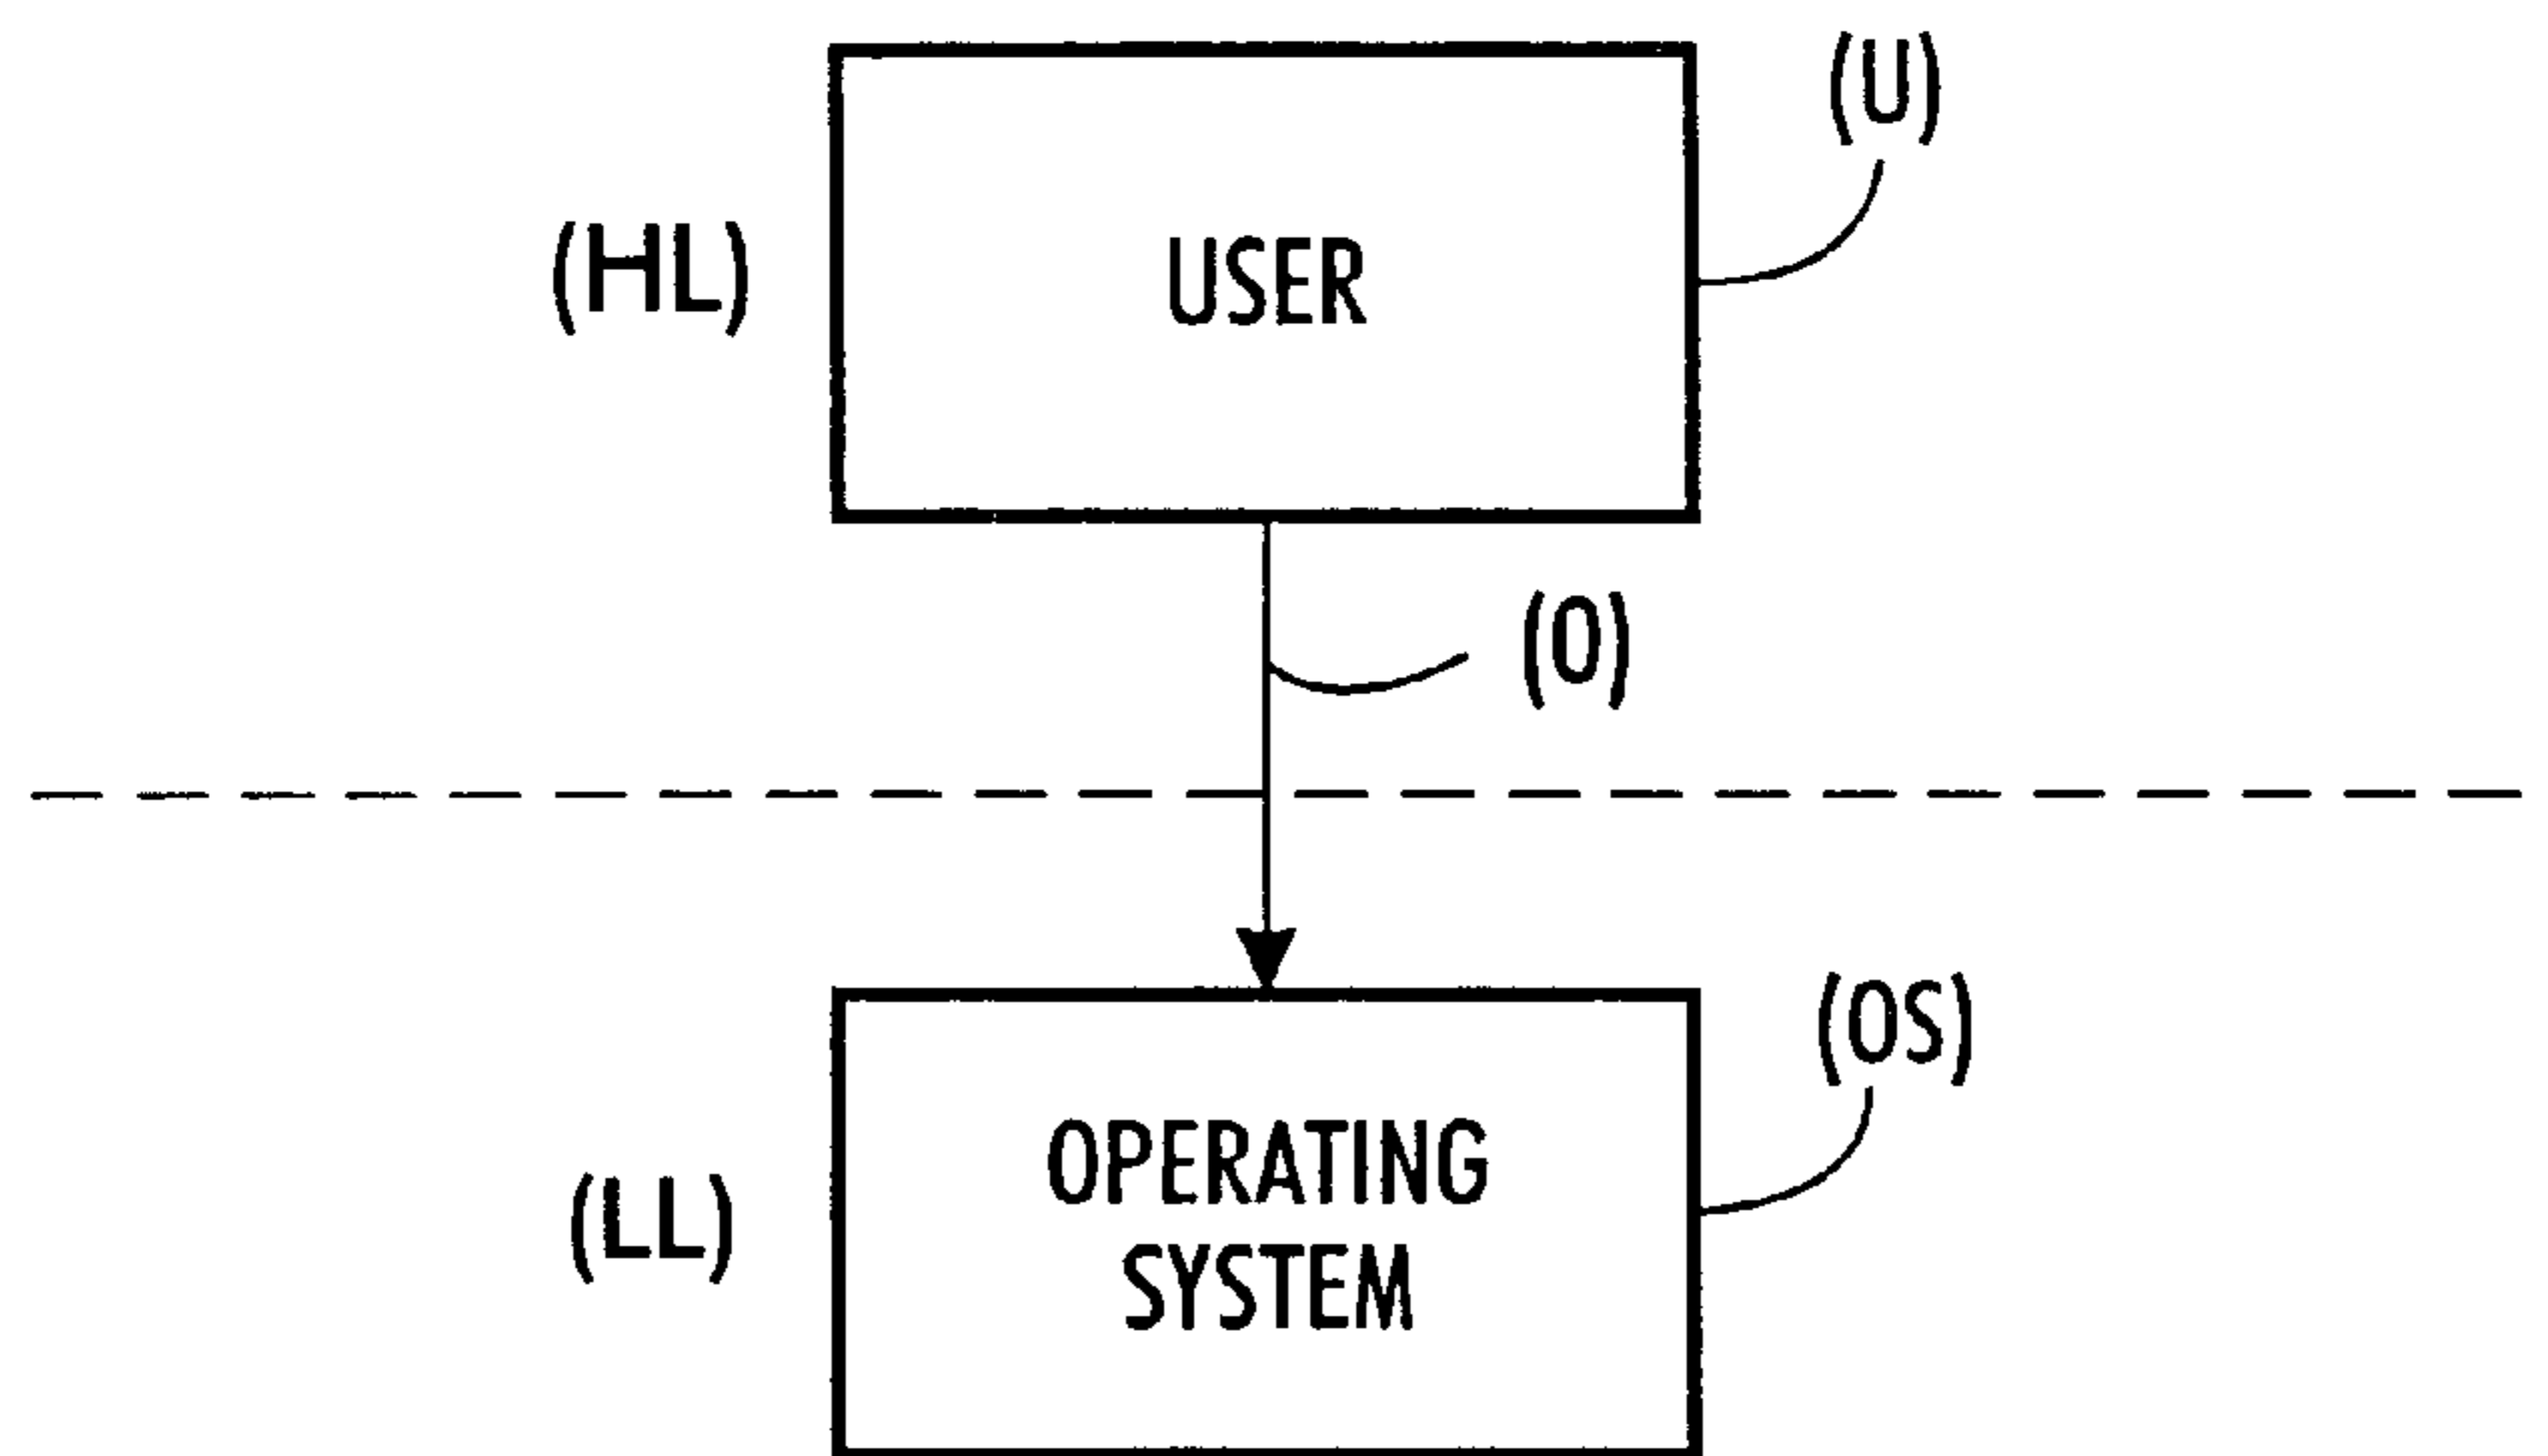 (U)
(HL)
USER
(O)
(OS)
(LL)
OPERATING
SYSTEM